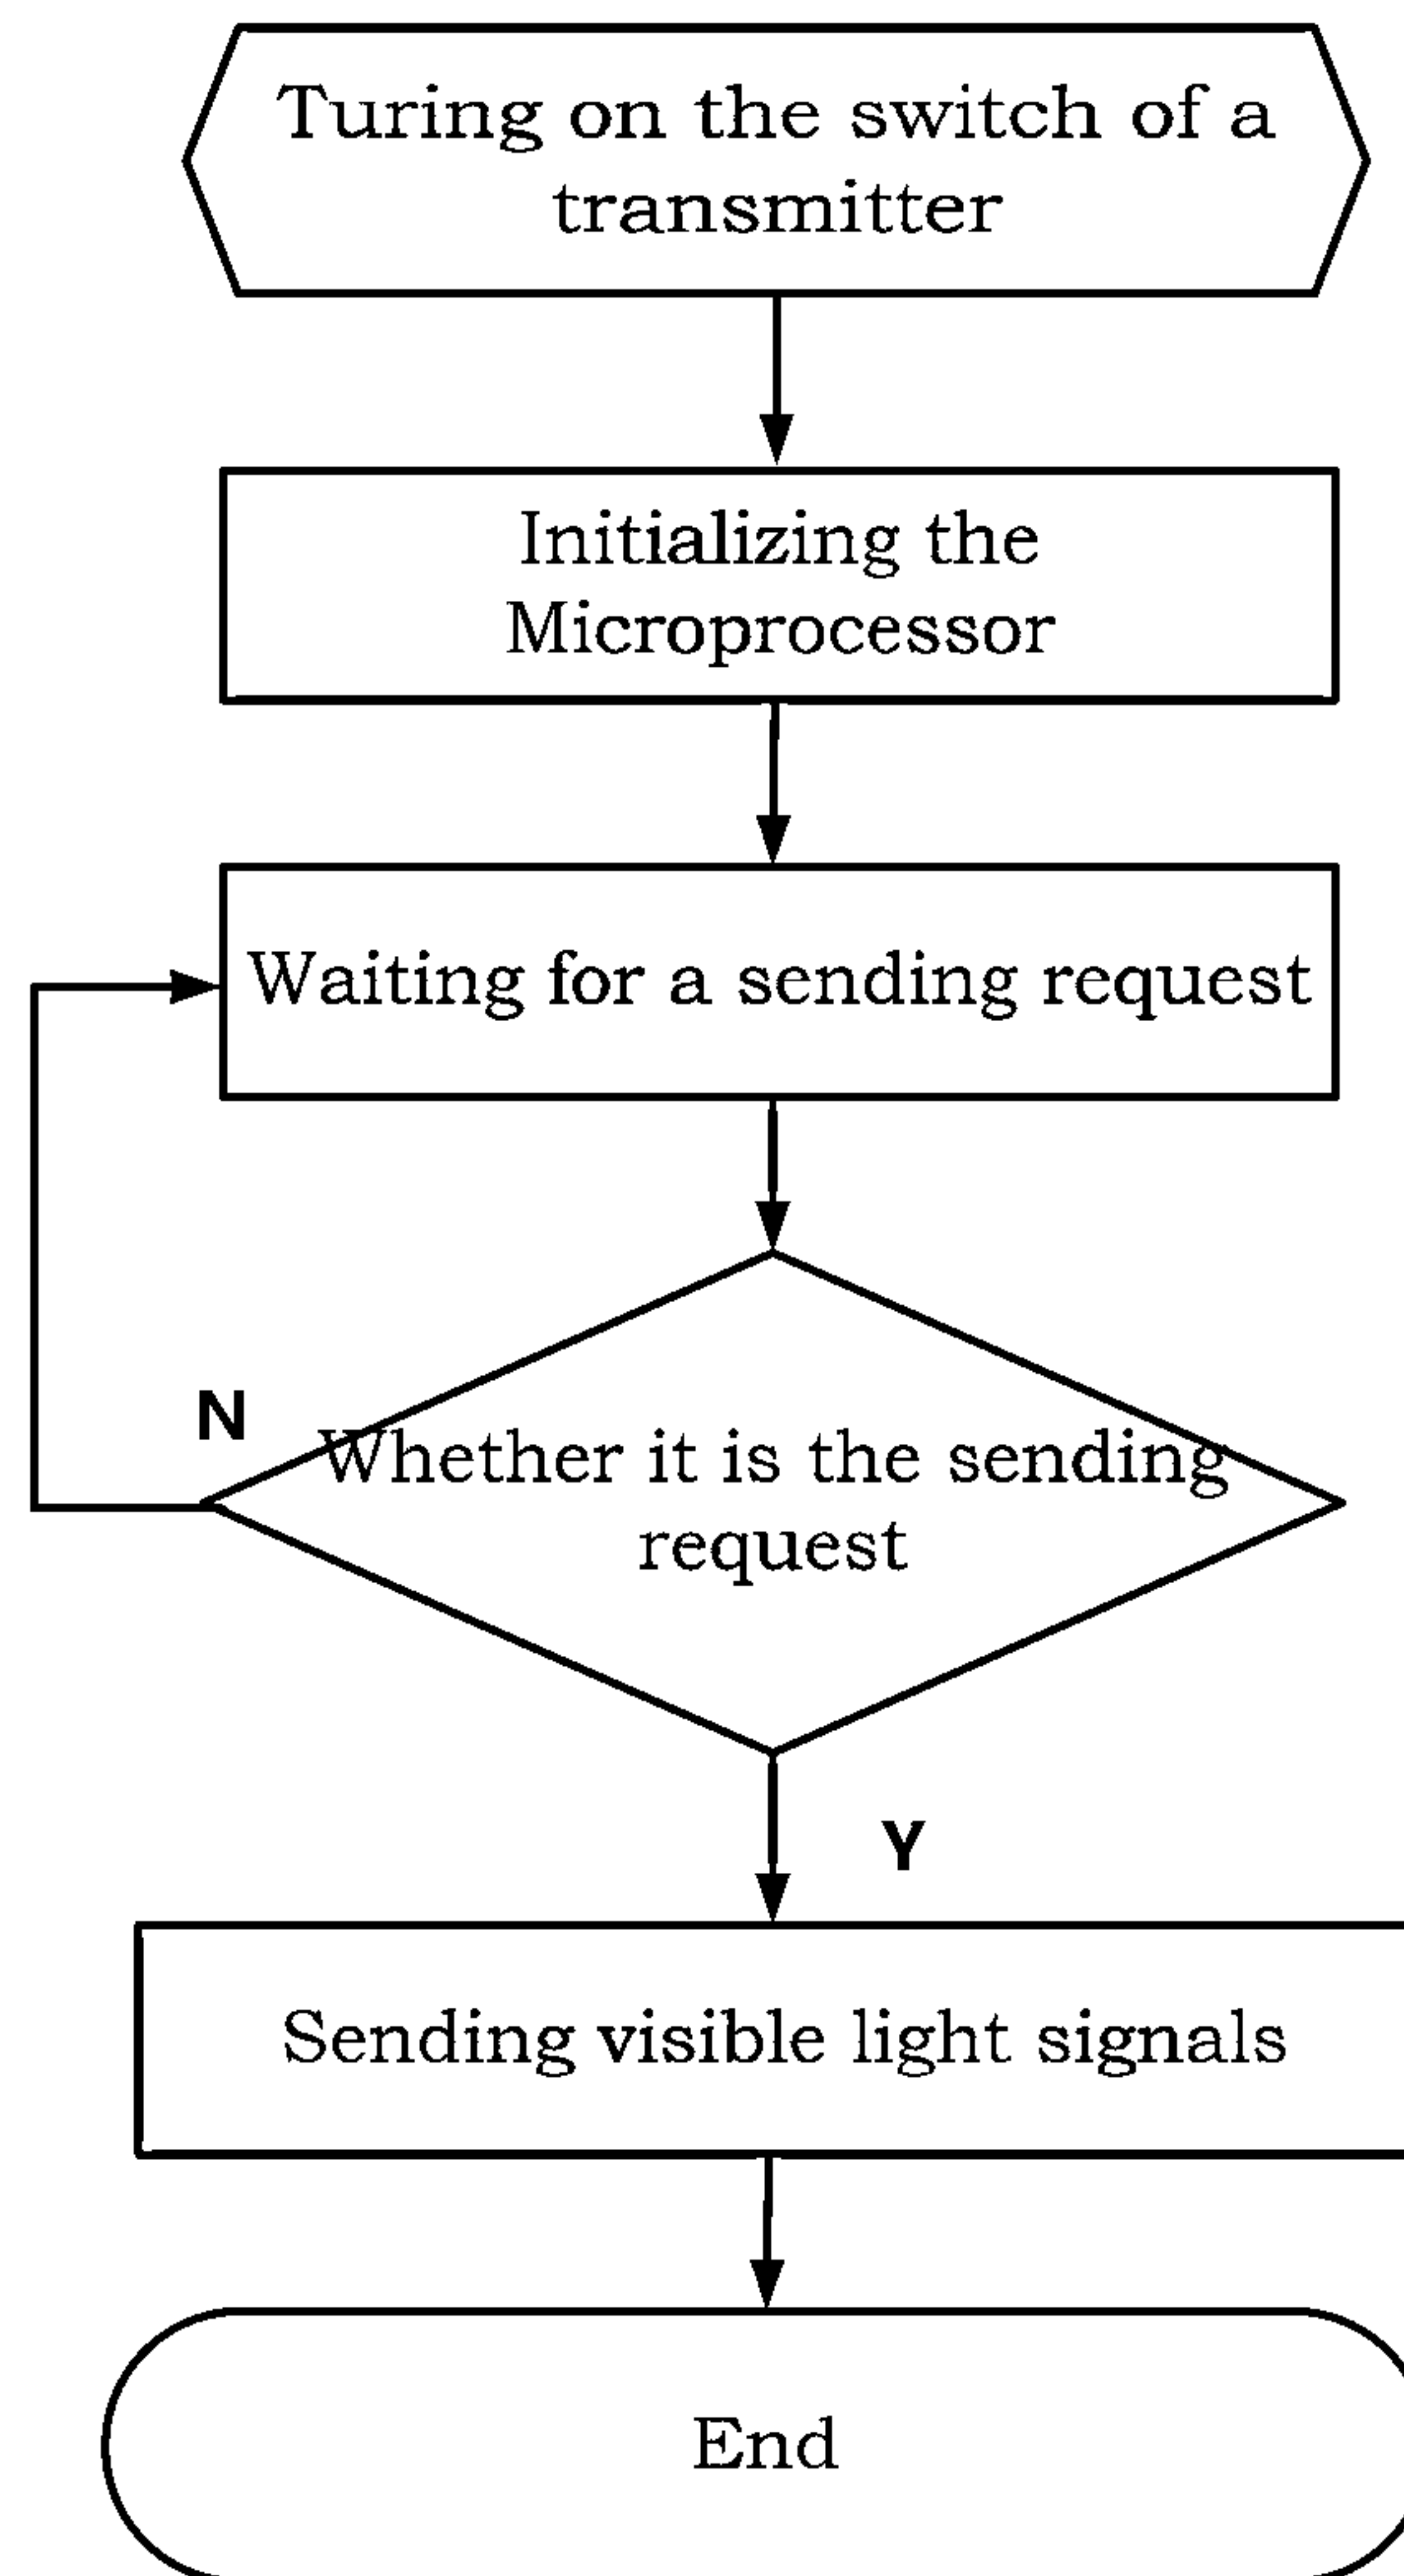 Turing on the switch of a
transmitter
Initializing the
Microprocessor
Waiting for a sending request
N
Whether it is the sending
request
Y
Sending visible light signals
End